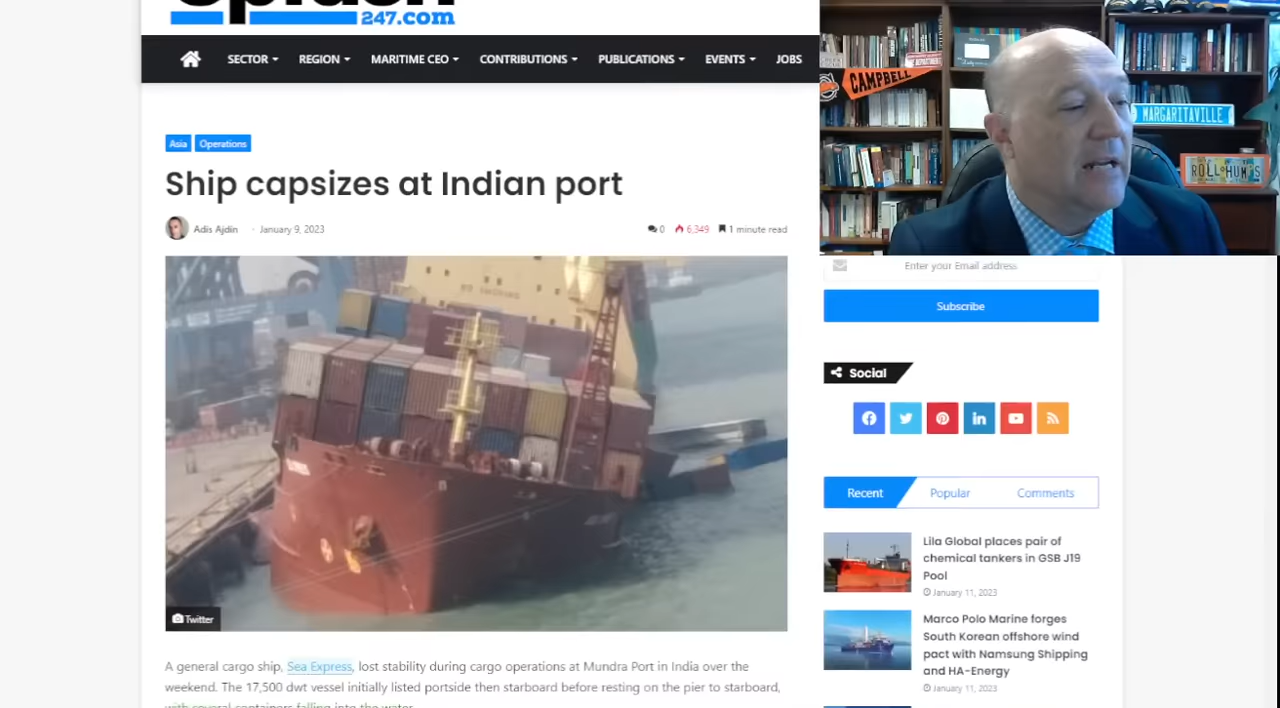 247.com
SECTOR
REGION
MARITIME CEO
CONTRIBUTIONS
PUBLICATIONS
EVENTS
JOBS
CAMPBELL
MARGARITAVILLE
Asia
Operations
Ship capsizes at Indian port
Adis Ajdin
January 9, 2023
0
6,349
1 minute read
Twitter
A general cargo ship, Sea Express, lost stability during cargo operations at Mundra Port in India over the
weekend. The 17,500 dwt vessel initially listed portside then starboard before resting on the pier to starboard,
Enter your Email address
Subscribe
Social
Recent
Popular
Comments
Lila Global places pair of
chemical tankers in GSB J19
Pool
January 11, 2023
Marco Polo Marine forges
South Korean offshore wind
pact with Namsung Shipping
and HA-Energy
January 11, 2023